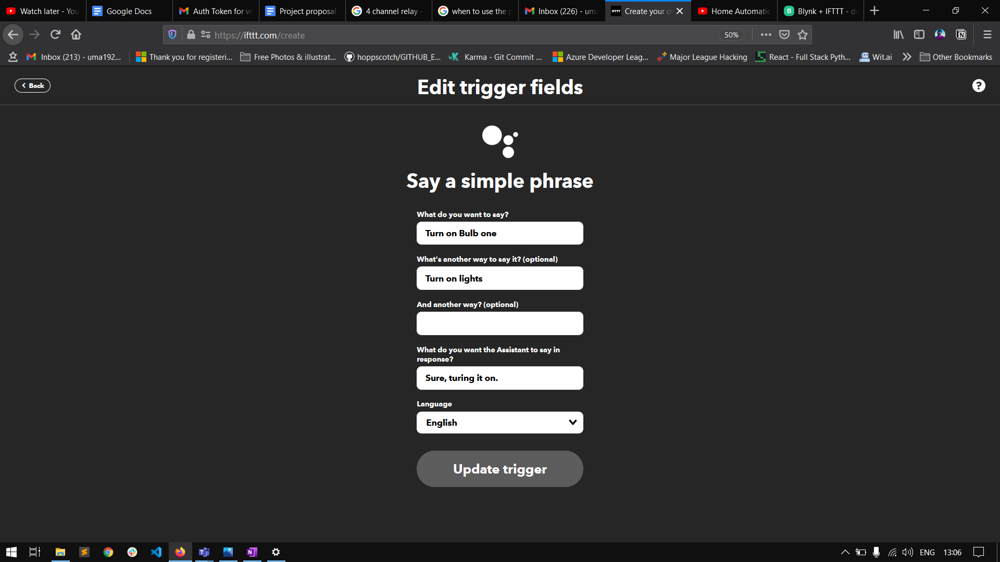 Watch later - You
Google Docs
Auth Token for vo
Project proposal
4 channel relay -
when to use the p
Inbox (226) - uma
IFTTT Create your o
Home Automatic
B Blynk + IFTTT - d
https://ifttt.com/create
50%
Inbox (213) - uma192...
Thank you for registeri...
Free Photos & illustrat...
hoppscotch/GITHUB_E...
Karma - Git Commit ...
Azure Developer Leag...
Major League Hacking
React - Full Stack Pyth...
Wit.ai
Other Bookmarks
Back
Edit trigger fields
?
Say a simple phrase
What do you want to say?
Turn on Bulb one
What's another way to say it? (optional)
Turn on lights
And another way? (optional)
What do you want the Assistant to say in
response?
Sure, turing it on.
Language
English
Update trigger
ENG
13:06